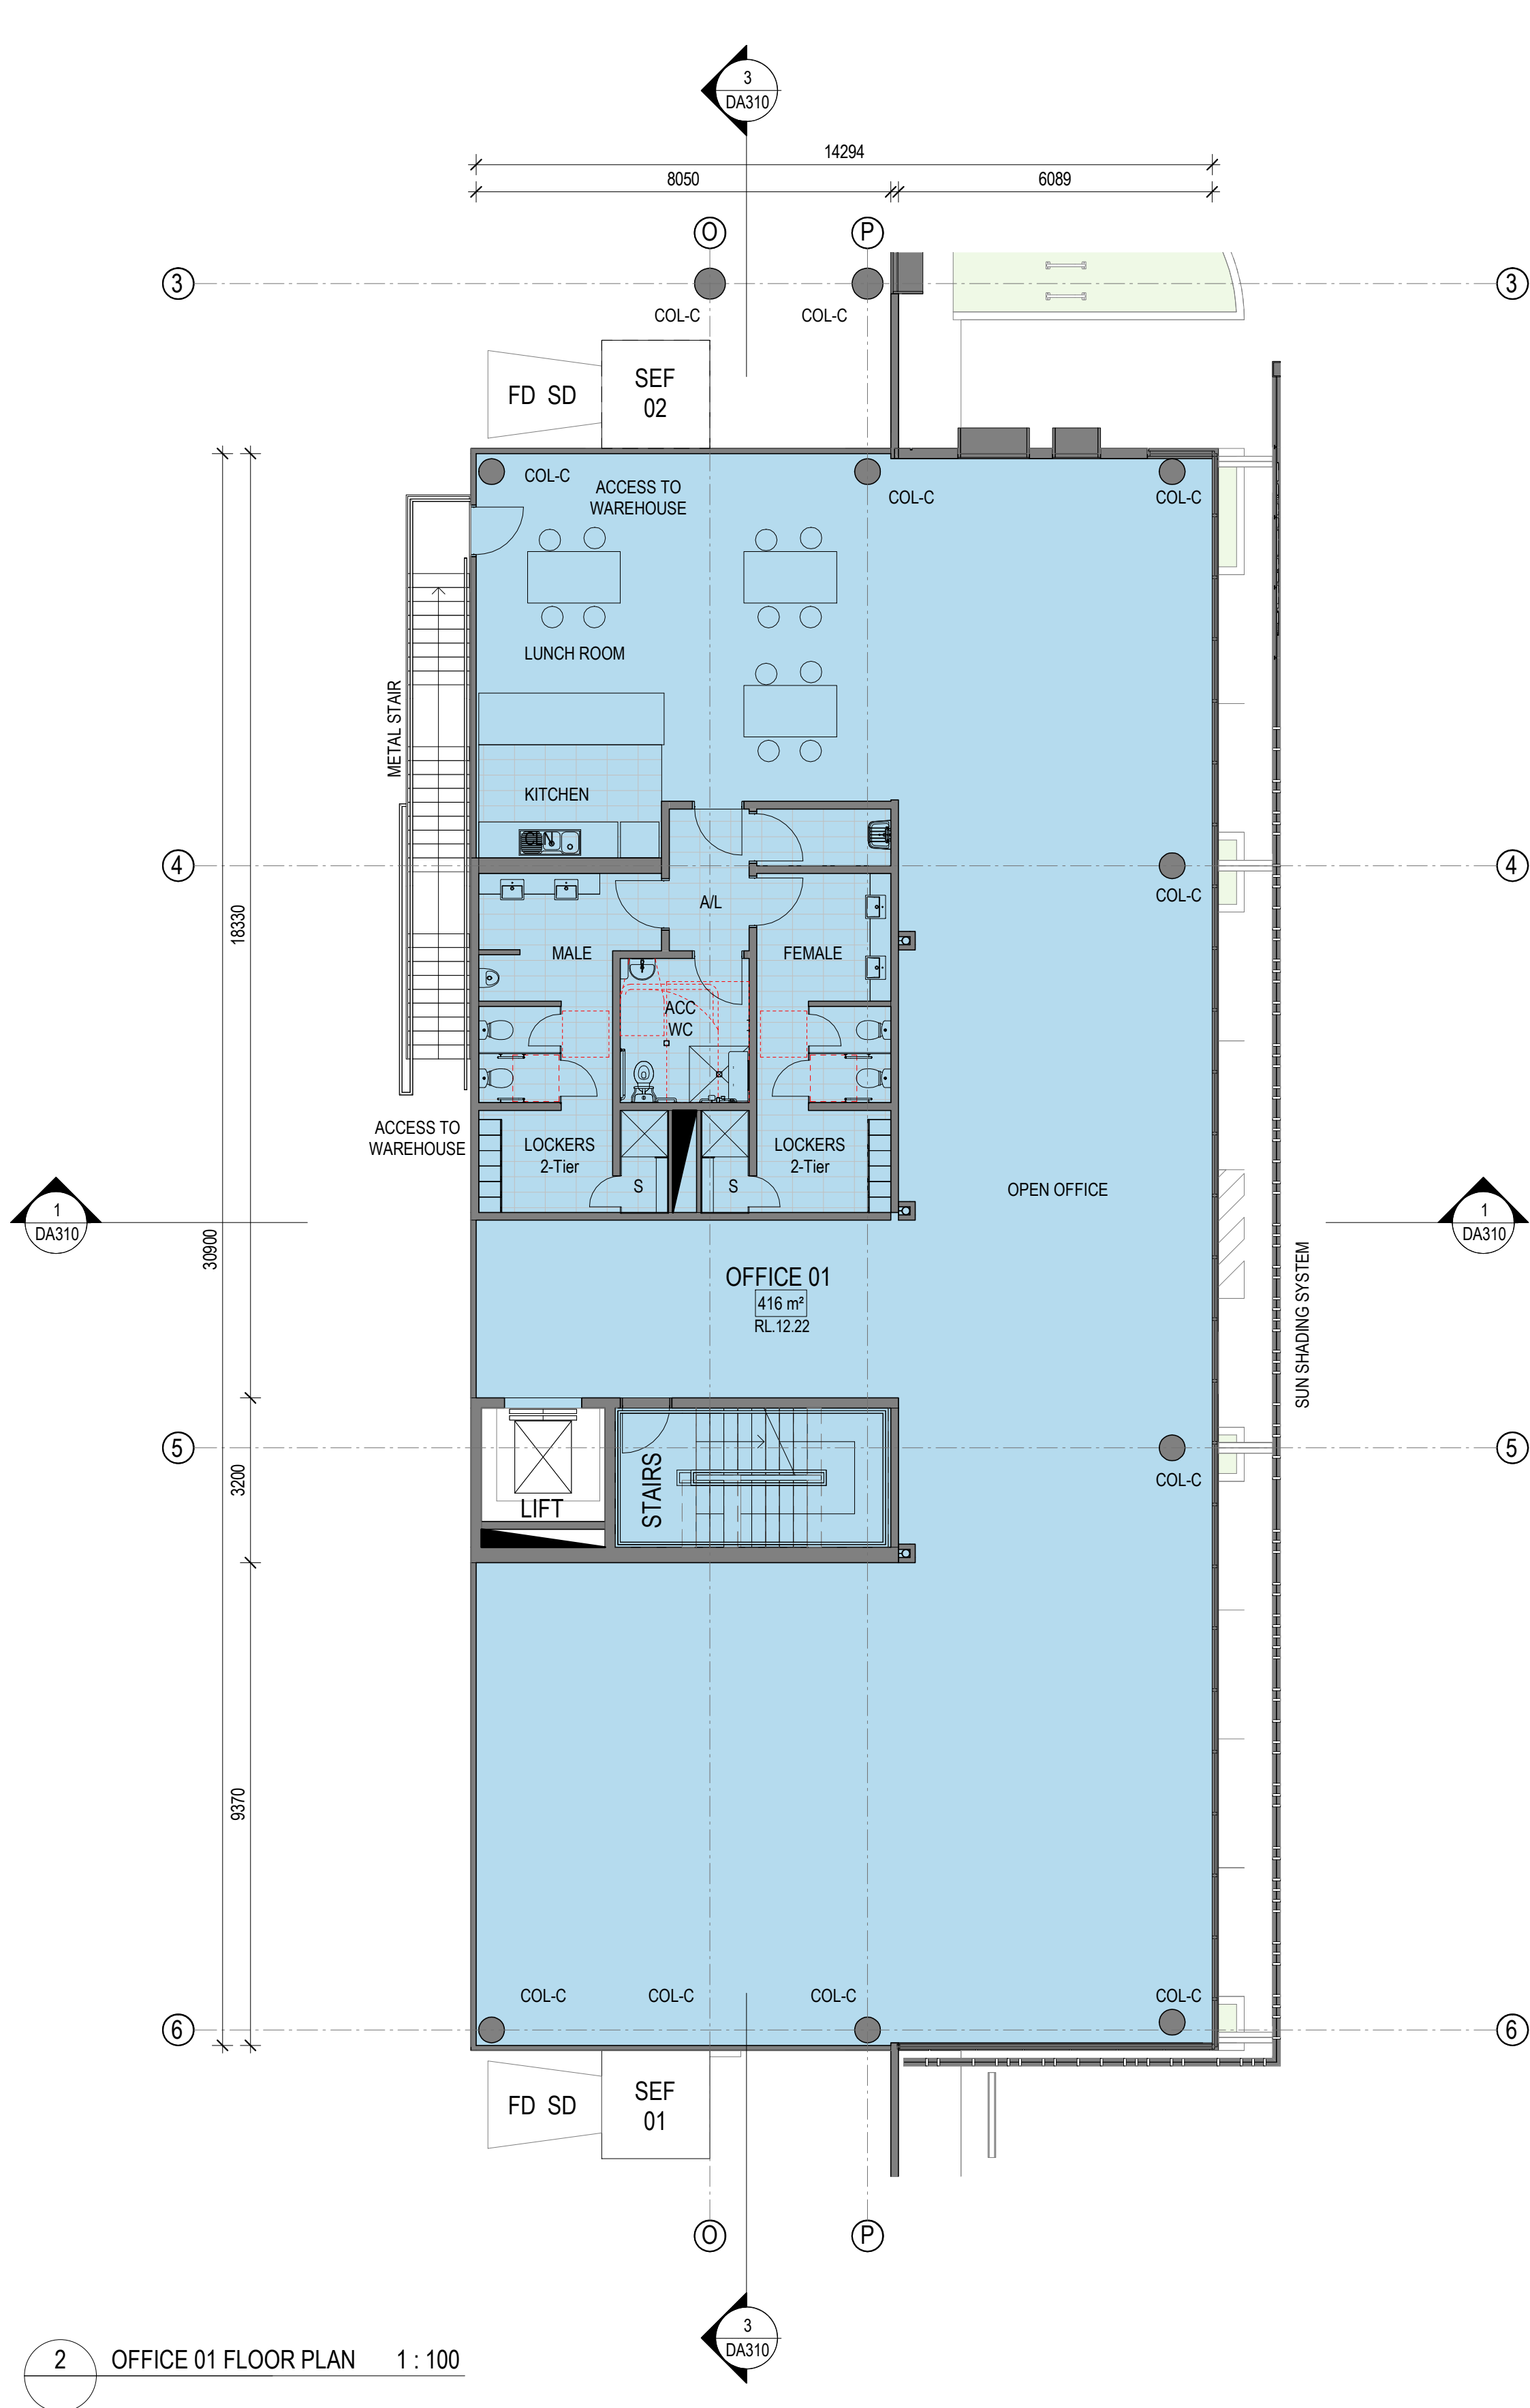 3
DA310
14294
8050
6089
O
P
3
3
COL-C
COL-C
FD SD
SEF
02
COL-C
ACCESS TO
WAREHOUSE
COL-C
COL-C
LUNCH ROOM
METAL STAIR
KITCHEN
CLN
4
4
COL-C
A/L
18330
MALE
FEMALE
ACC
WC
ACCESS TO
WAREHOUSE
LOCKERS
2-Tier
LOCKERS
2-Tier
S
S
OPEN OFFICE
1
DA310
1
DA310
30900
OFFICE 01
416 m²
RL.12.22
SUN SHADING SYSTEM
5
5
3200
LIFT
STAIRS
COL-C
9370
COL-C
COL-C
COL-C
COL-C
6
6
FD SD
SEF
01
O
P
3
DA310
2
OFFICE 01 FLOOR PLAN
1 : 100